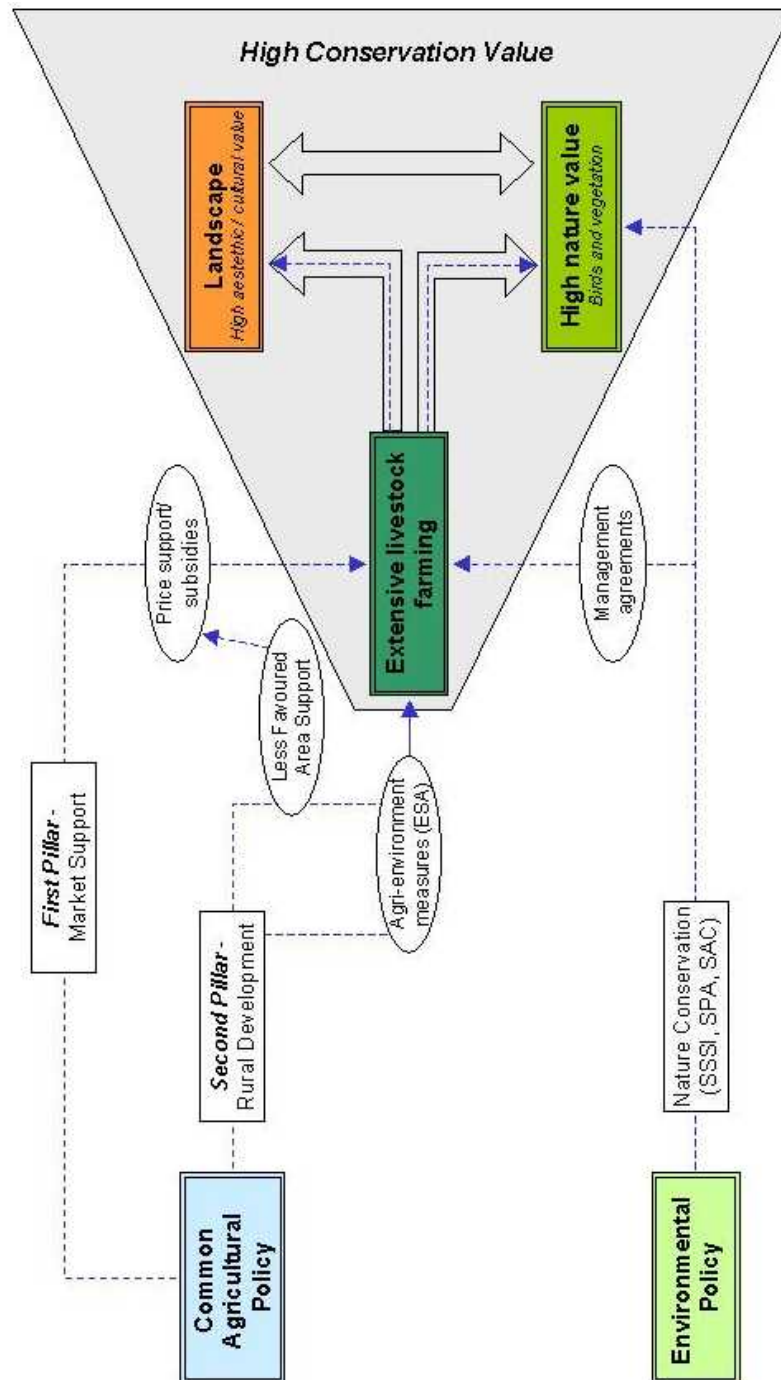 High Conservation Value
Landscape
High aestethic / cultural value
High nature value
Birds and vegetation
Extensive livestock
farming
Price support/
subsidies
Less Favoured
Area Support
Agri-environment
measures (ESA)
Management
agreements
First Pillar -
Market Support
Second Pillar -
Rural Development
Nature Conservation
(SSSI, SPA, SAC)
Common
Agricultural
Policy
Environmental
Policy